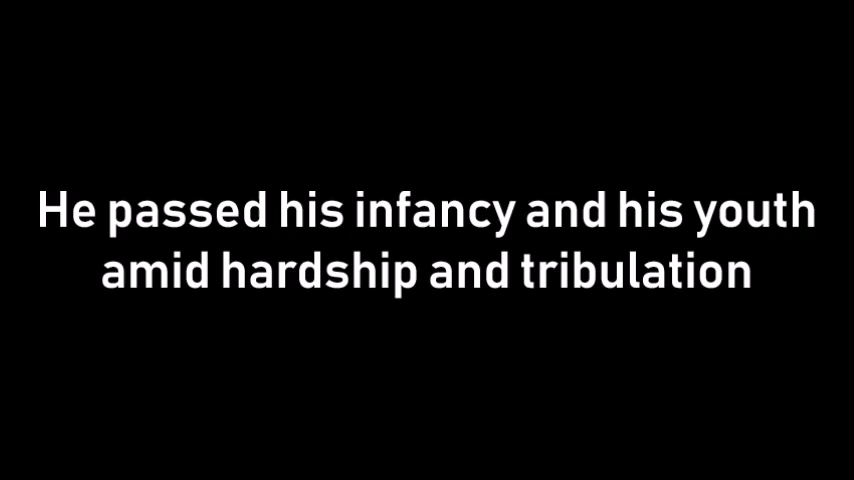 He passed his infancy and his youth
amid hardship and tribulation